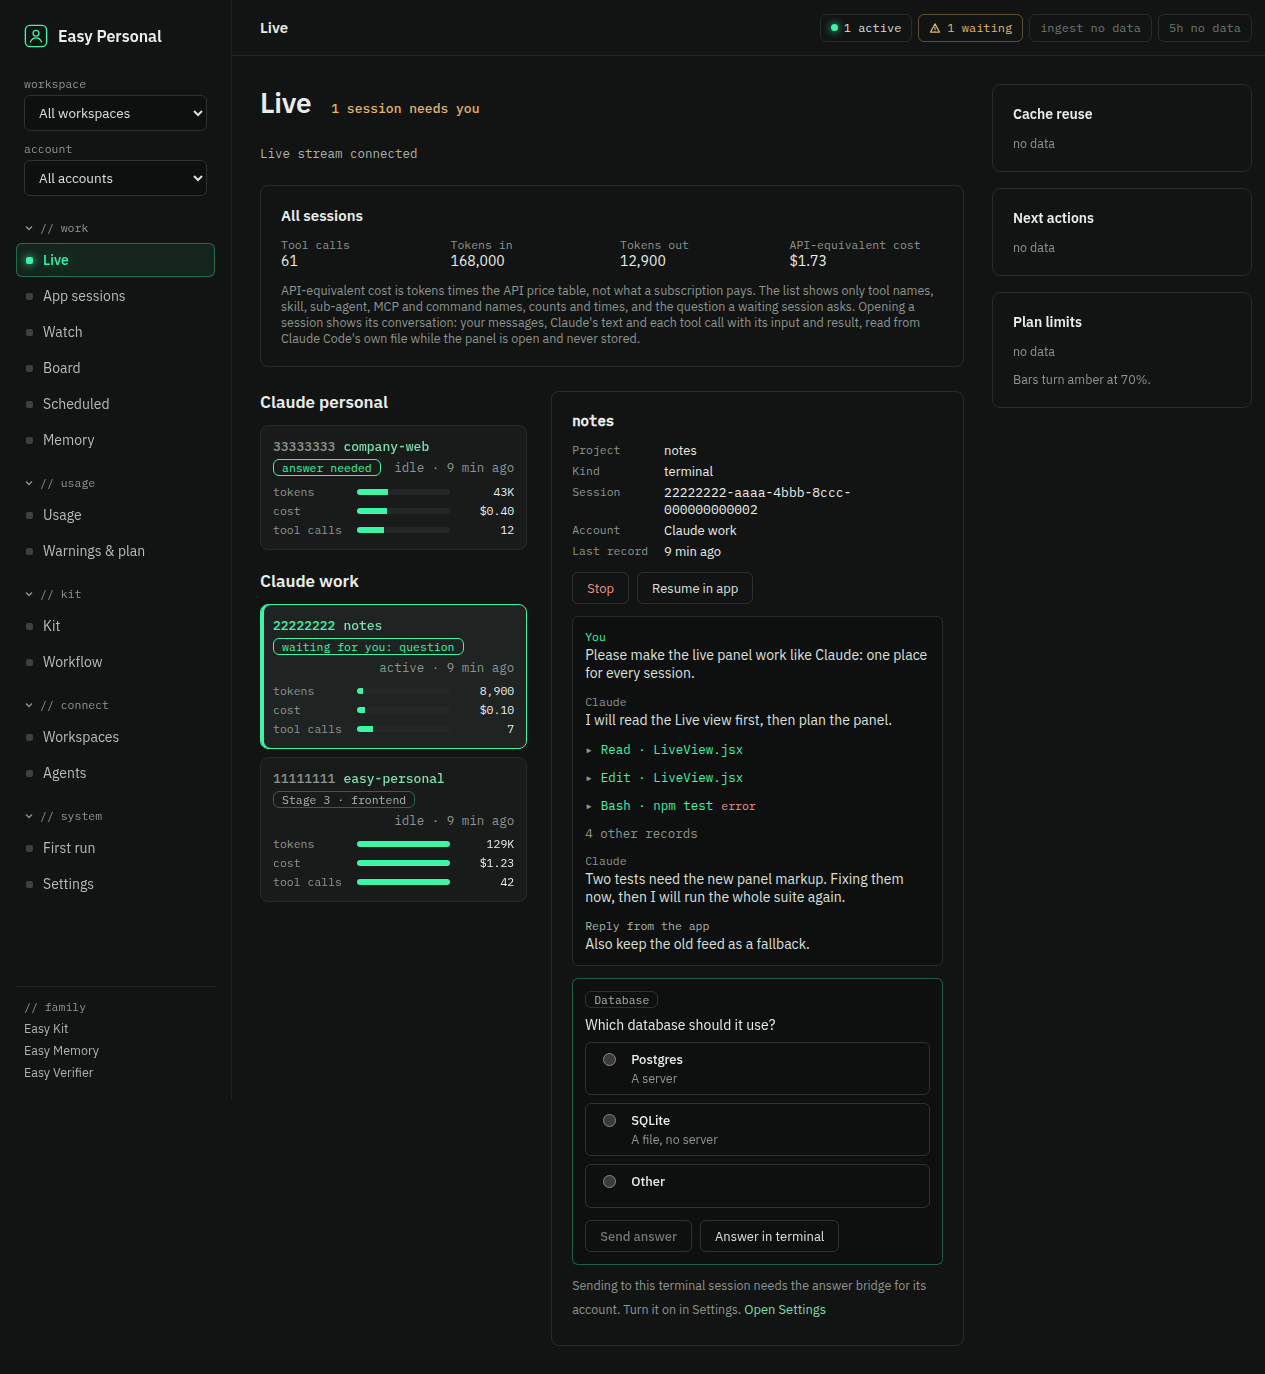 Easy Personal
workspace
All workspaces
account
All accounts
// work
Live
App sessions
Watch
Board
Scheduled
Memory
// usage
Usage
Warnings & plan
// kit
Kit
Workflow
// connect
Workspaces
Agents
// system
First run
Settings
// family
Easy Kit
Easy Memory
Easy Verifier
Live
1 active
1 waiting
ingest no data
5h no data
Live
1 session needs you
Live stream connected
All sessions
Tool calls
61
Tokens in
168,000
Tokens out
12,900
API-equivalent cost
$1.73
API-equivalent cost is tokens times the API price table, not what a subscription pays. The list shows only tool names,
skill, sub-agent, MCP and command names, counts and times, and the question a waiting session asks. Opening a
session shows its conversation: your messages, Claude's text and each tool call with its input and result, read from
Claude Code's own file while the panel is open and never stored.
Claude personal
33333333 company-web
answer needed idle · 9 min ago
tokens 43K
cost $0.40
tool calls 12
Claude work
22222222 notes
waiting for you: question
active · 9 min ago
tokens 8,900
cost $0.10
tool calls 7
11111111 easy-personal
Stage 3 · frontend
idle · 9 min ago
tokens 129K
cost $1.23
tool calls 42
notes
Project notes
Kind terminal
Session 22222222-aaaa-4bbb-8ccc-
000000000002
Account Claude work
Last record 9 min ago
Stop
Resume in app
You
Please make the live panel work like Claude: one place
for every session.
Claude
I will read the Live view first, then plan the panel.
▸ Read · LiveView.jsx
▸ Edit · LiveView.jsx
▸ Bash · npm test error
4 other records
Claude
Two tests need the new panel markup. Fixing them
now, then I will run the whole suite again.
Reply from the app
Also keep the old feed as a fallback.
Database
Which database should it use?
Postgres
A server
SQLite
A file, no server
Other
Send answer
Answer in terminal
Sending to this terminal session needs the answer bridge for its
account. Turn it on in Settings. Open Settings
Cache reuse
no data
Next actions
no data
Plan limits
no data
Bars turn amber at 70%.